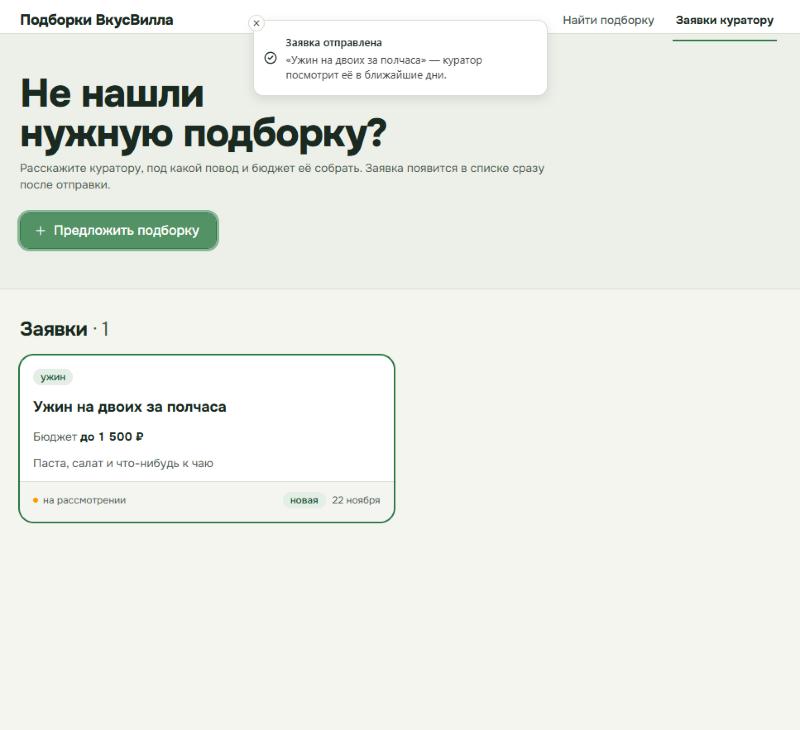 Подборки ВкусВилла
Найти подборку
Заявки куратору
Заявка отправлена
«Ужин на двоих за полчаса» — куратор
посмотрит её в ближайшие дни.
Не нашли
нужную подборку?
Расскажите куратору, под какой повод и бюджет её собрать. Заявка появится в списке сразу
после отправки.
+ Предложить подборку
Заявки · 1
ужин
Ужин на двоих за полчаса
Бюджет до 1 500 ₽
Паста, салат и что-нибудь к чаю
на рассмотрении
новая 22 ноября